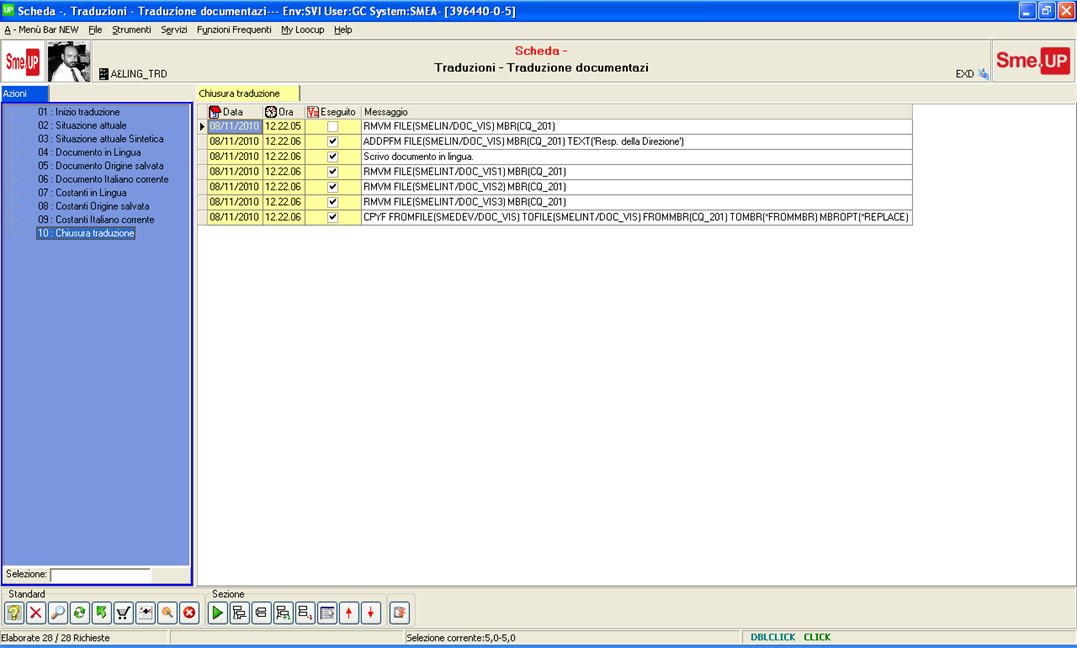 UP Scheda -. Traduzioni - Traduzione documentazi--- Env:SVI User:GC System:SMEA- [396440-0-5]
A - Menù Bar NEW File Strumenti Servizi Funzioni Frequenti My Loocup Help
Sme.UP
A£LING_TRD
Scheda -
Traduzioni - Traduzione documentazi
EXD
Sme.UP
Azioni
01 : Inizio traduzione
02 : Situazione attuale
03 : Situazione attuale Sintetica
04 : Documento in Lingua
05 : Documento Origine salvata
06 : Documento Italiano corrente
07 : Costanti in Lingua
08 : Costanti Origine salvata
09 : Costanti Italiano corrente
10 : Chiusura traduzione
Selezione:
Chiusura traduzione
Data Ora Eseguito Messaggio
08/11/2010 12.22.05 RMVM FILE(SMELIN/DOC_VIS) MBR(CQ_201)
08/11/2010 12.22.06 ADDPFM FILE(SMELIN/DOC_VIS) MBR(CQ_201) TEXT('Resp. della Direzione')
08/11/2010 12.22.06 Scrivo documento in lingua.
08/11/2010 12.22.06 RMVM FILE(SMELINT/DOC_VIS1) MBR(CQ_201)
08/11/2010 12.22.06 RMVM FILE(SMELINT/DOC_VIS2) MBR(CQ_201)
08/11/2010 12.22.06 RMVM FILE(SMELINT/DOC_VIS3) MBR(CQ_201)
08/11/2010 12.22.06 CPYF FROMFILE(SMEDEV/DOC_VIS) TOFILE(SMELINT/DOC_VIS) FROMMBR(CQ_201) TOMBR(*FROMMBR) MBROPT(*REPLACE)
Standard
Sezione
Elaborate 28 / 28 Richieste
Selezione corrente:5,0-5,0
DBLCLICK CLICK